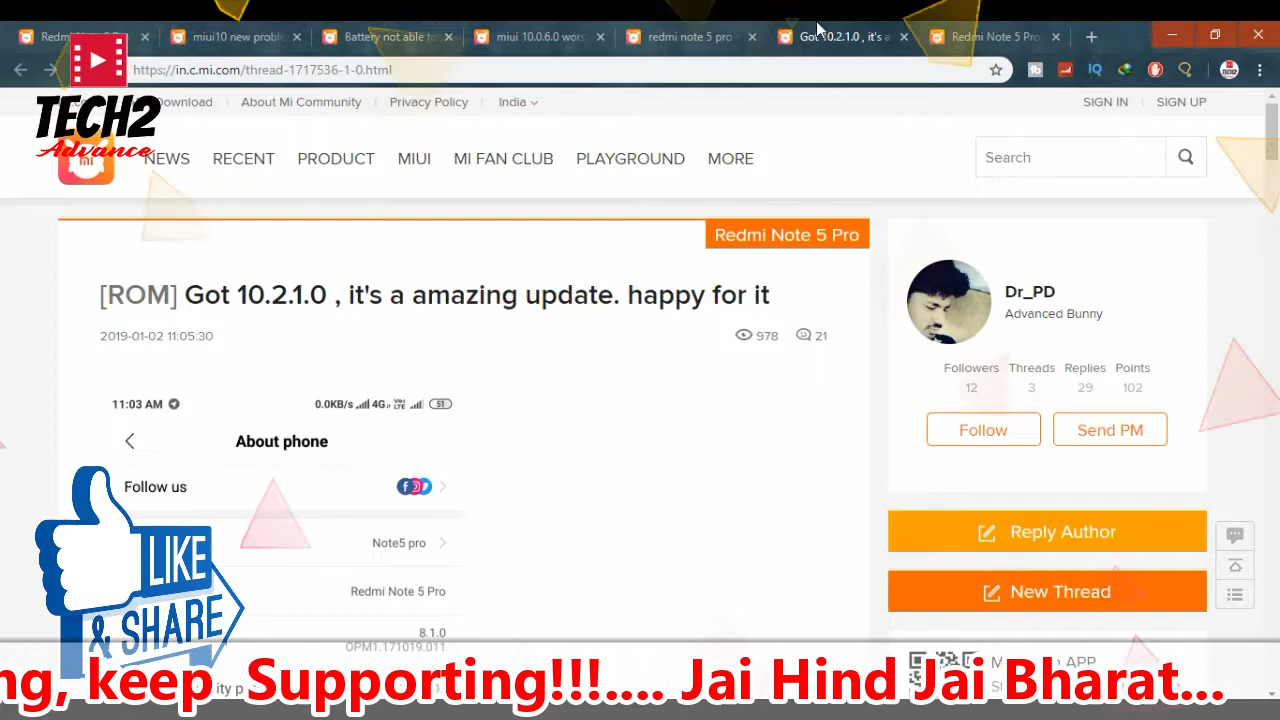 Redmi N
miui10 new proble
Battery not able to
miui 10.0.6.0 wors
redmi note 5 pro
Got 10.2.1.0 , it's a
Redmi Note 5 Pro
https://in.c.mi.com/thread-1717536-1-0.html
Download
About Mi Community
Privacy Policy
India
SIGN IN
SIGN UP
TECH2
Advance
NEWS
RECENT
PRODUCT
MIUI
MI FAN CLUB
PLAYGROUND
MORE
Search
Redmi Note 5 Pro
[ROM] Got 10.2.1.0 , it's a amazing update. happy for it
2019-01-02 11:05:30
978
21
Dr_PD
Advanced Bunny
Followers Threads Replies Points
12 3 29 102
Follow
Send PM
11:03 AM
0.0KB/s 4G 51
About phone
Follow us
Note5 pro
Redmi Note 5 Pro
8.1.0
OPM1.171019.011
Reply Author
New Thread
LIKE
& SHARE
APP
ng, keep Supporting!!!.... Jai Hind Jai Bharat...